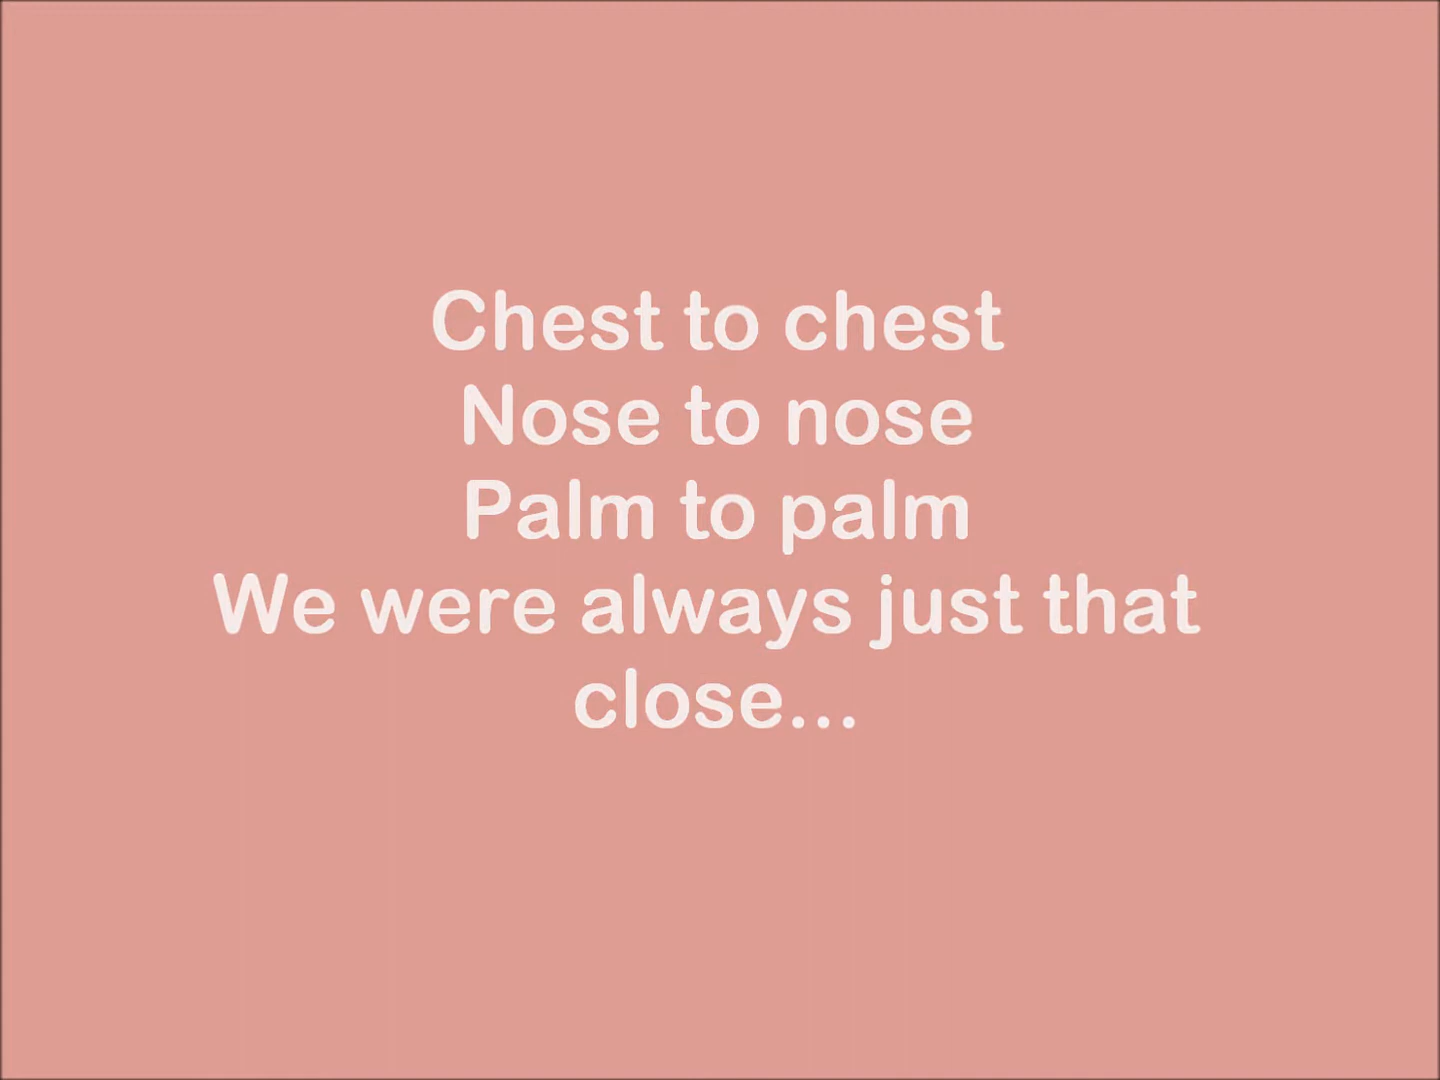 Chest to chest
Nose to nose
Palm to palm
We were always just that
close...